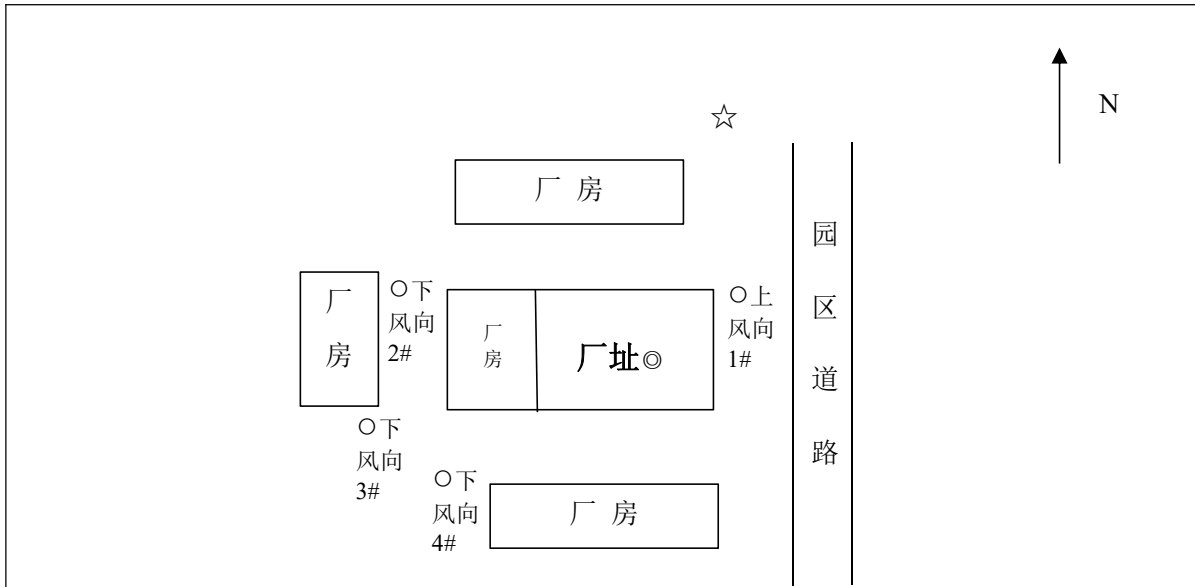 N
☆
厂 房
园
区
道
路
厂
房
○下
风向
2#
厂
房
厂址◎
○上
风向
1#
○下
风向
3#
○下
风向
4#
厂 房